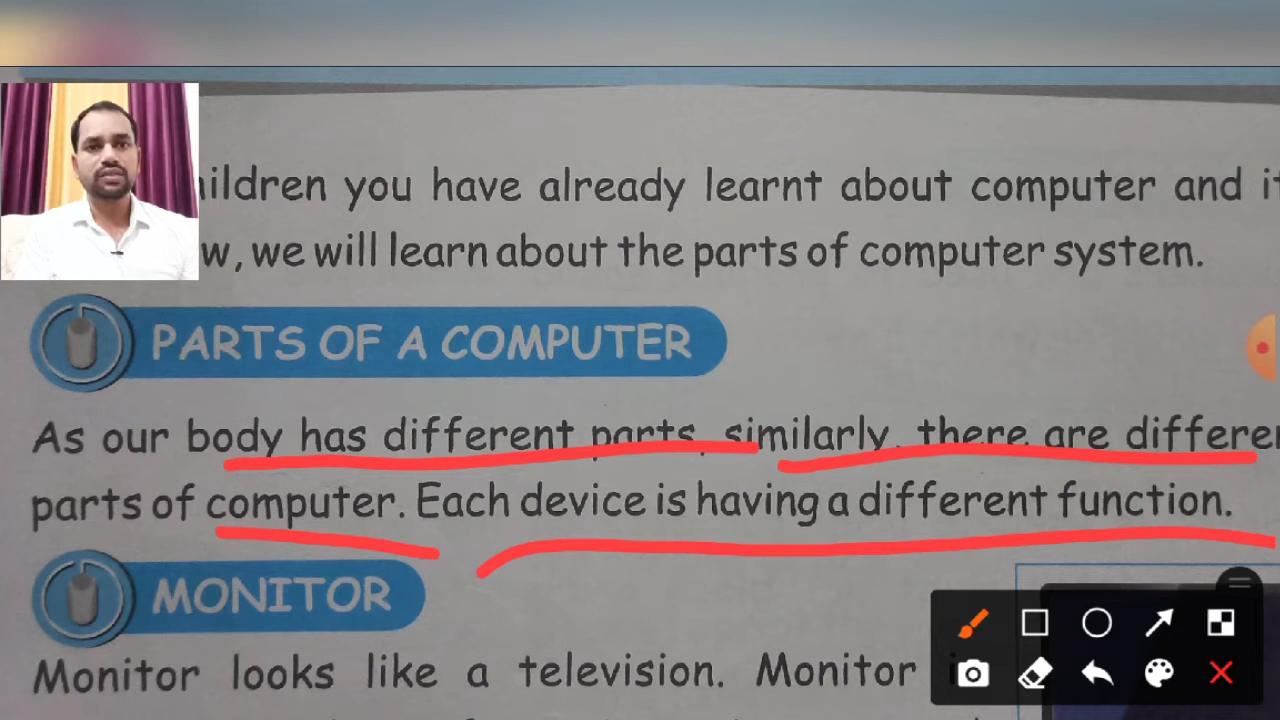 children you have already learnt about computer and
we will learn about the parts of computer system.
PARTS OF A COMPUTER
As our body has different parts, similarly, there are
parts of computer. Each device is having a different function.
MONITOR
Monitor looks like a television. Monitor